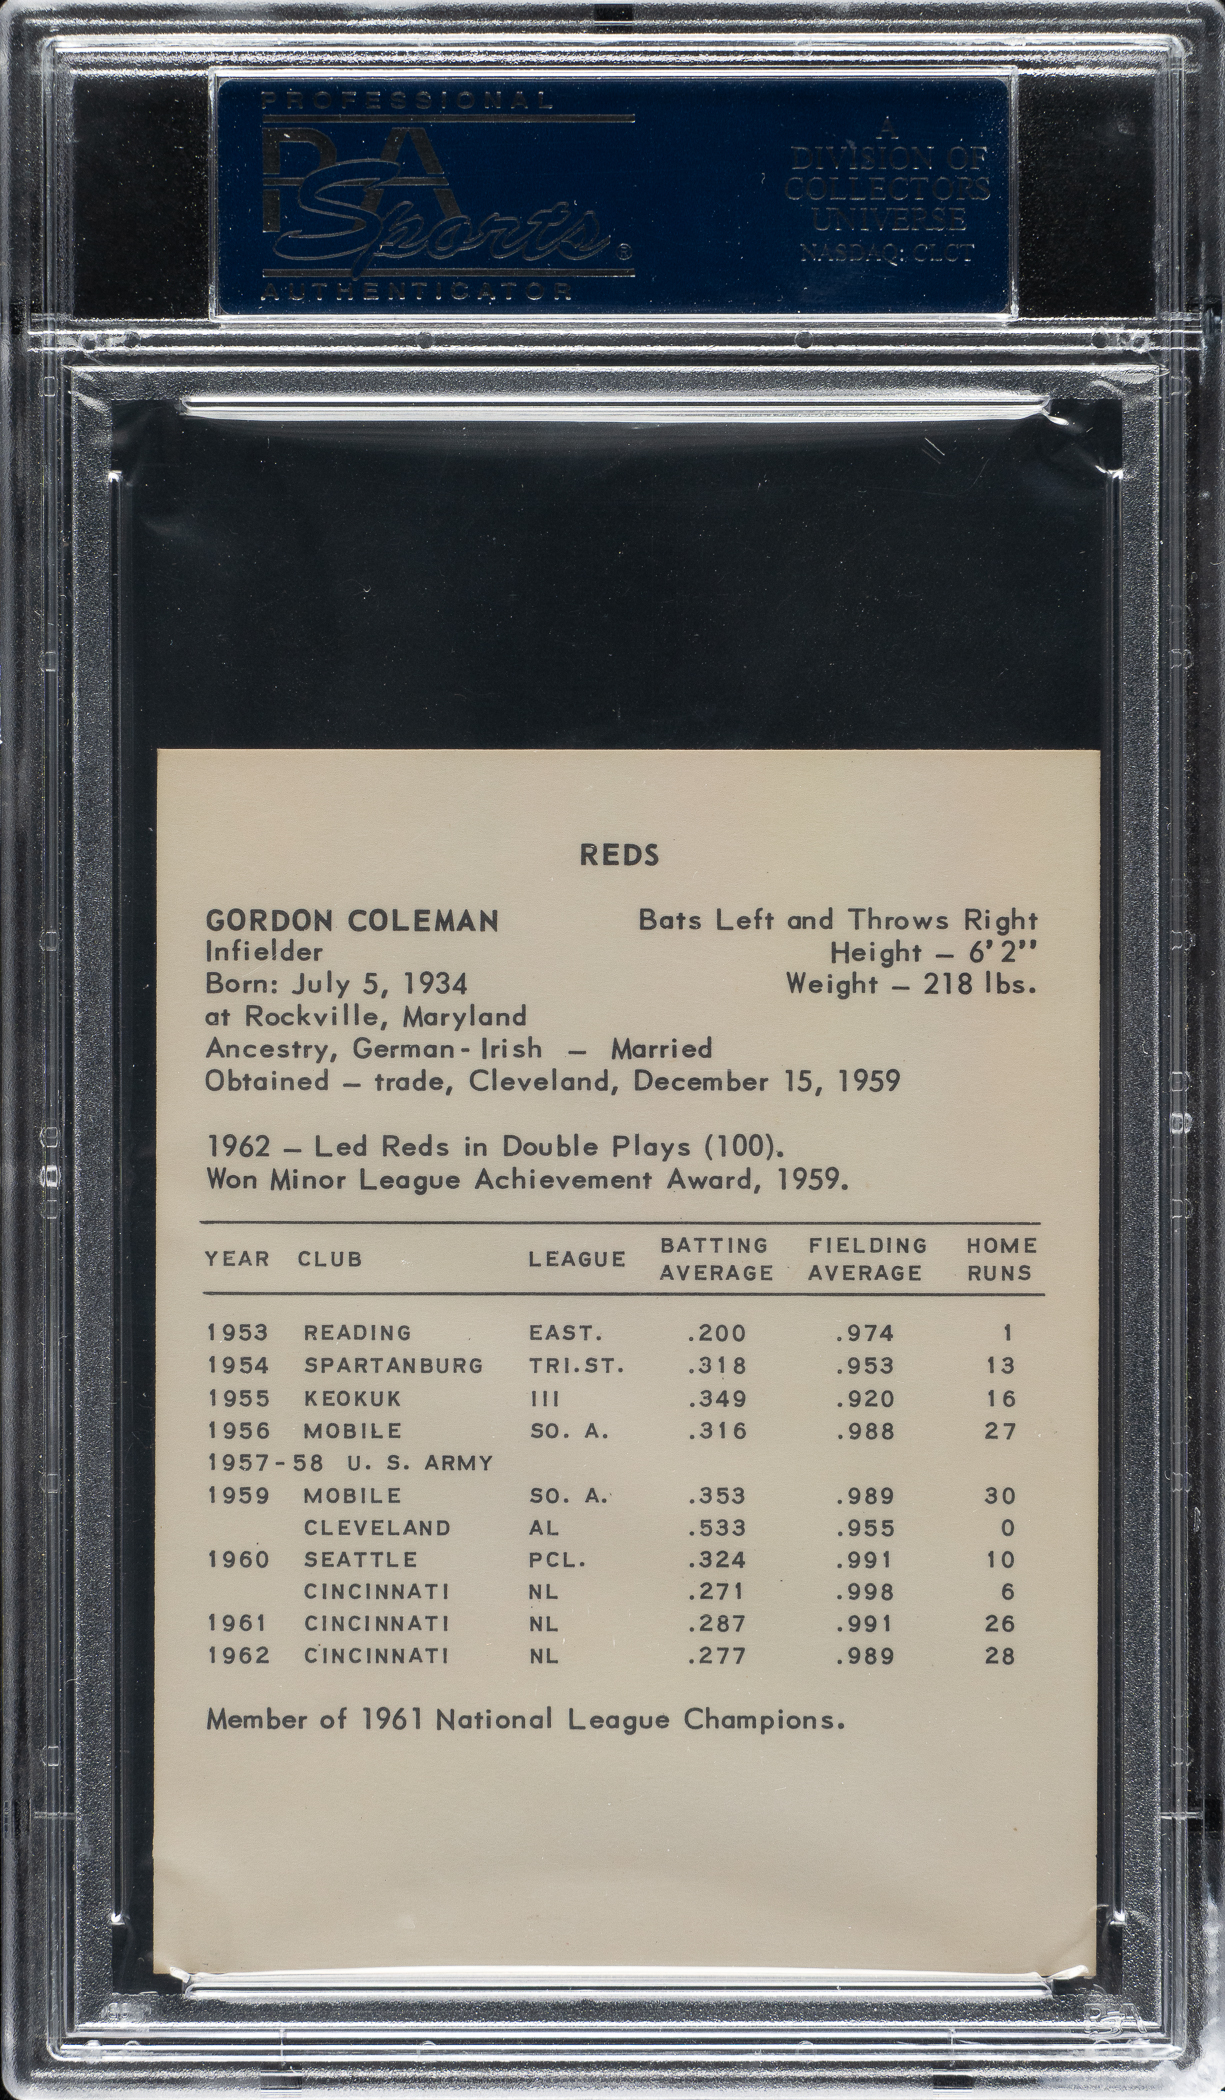 PROFESSIONAL
PSA
Sports®
AUTHENTICATOR
A
DIVISION OF
COLLECTORS
UNIVERSE
NASDAQ: CLCT
REDS
GORDON COLEMAN Bats Left and Throws Right
Infielder Height – 6' 2''
Born: July 5, 1934 Weight – 218 lbs.
at Rockville, Maryland
Ancestry, German-Irish – Married
Obtained – trade, Cleveland, December 15, 1959
1962 – Led Reds in Double Plays (100).
Won Minor League Achievement Award, 1959.
YEAR CLUB LEAGUE BATTING AVERAGE FIELDING AVERAGE HOME RUNS
1953 READING EAST. .200 .974 1
1954 SPARTANBURG TRI.ST. .318 .953 13
1955 KEOKUK III .349 .920 16
1956 MOBILE SO. A. .316 .988 27
1957-58 U. S. ARMY
1959 MOBILE SO. A. .353 .989 30
CLEVELAND AL .533 .955 0
1960 SEATTLE PCL. .324 .991 10
CINCINNATI NL .271 .998 6
1961 CINCINNATI NL .287 .991 26
1962 CINCINNATI NL .277 .989 28
Member of 1961 National League Champions.